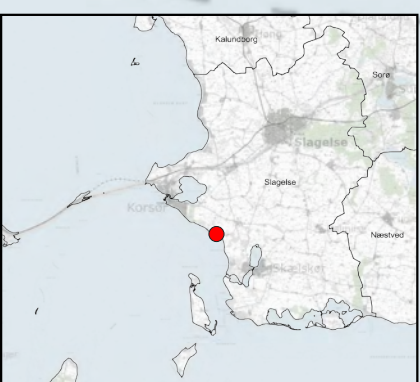 Kalundborg
Sorø
Slagelse
Slagelse
Korsør
Næstved
Skælskør